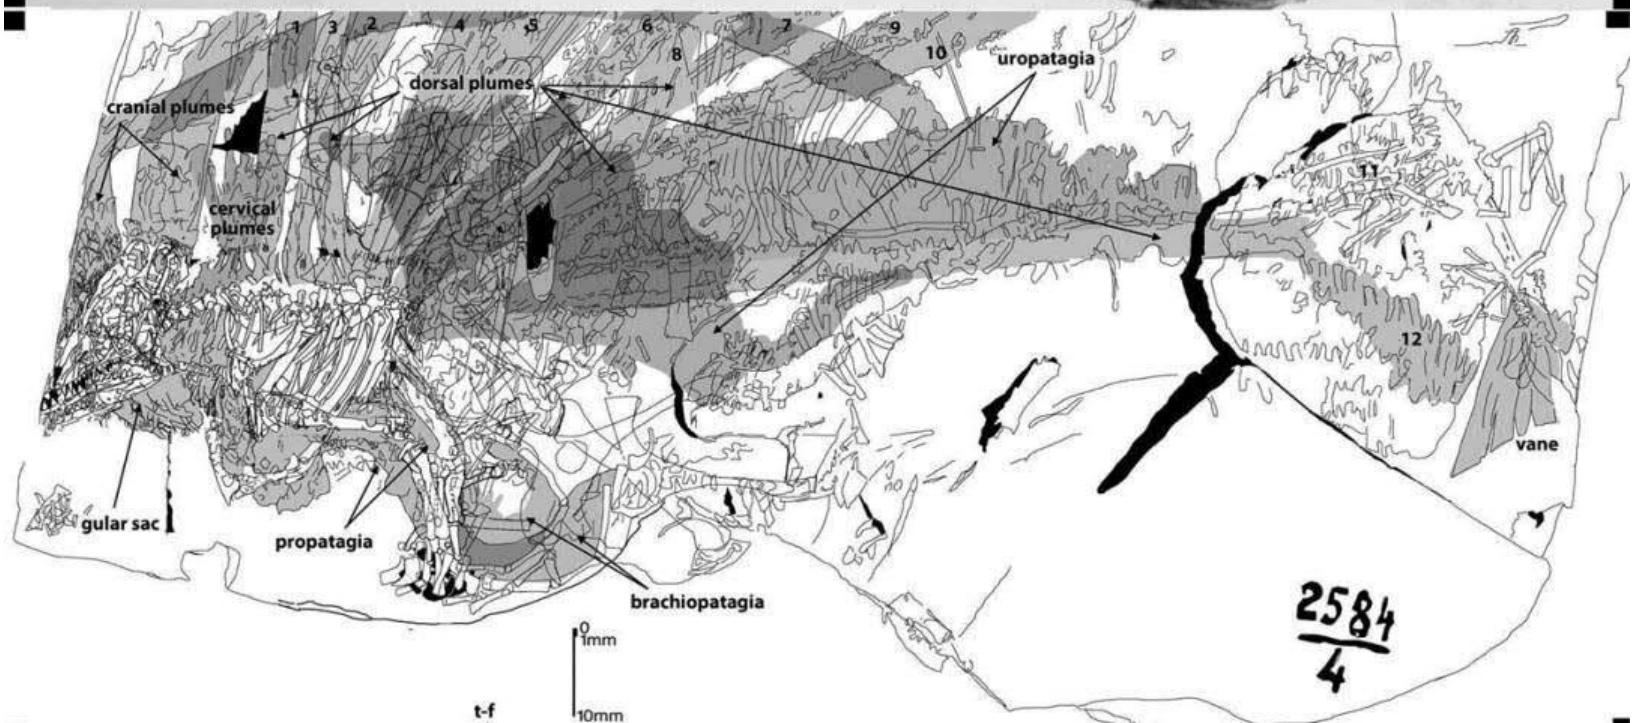 1 3 2 4 5 6 7 9
8 10
uropatagia
dorsal plumes
cranial plumes
11
cervical
plumes
12
vane
gular sac
propatagia
brachiopatagia
2584
4
0
1mm
10mm
t-f